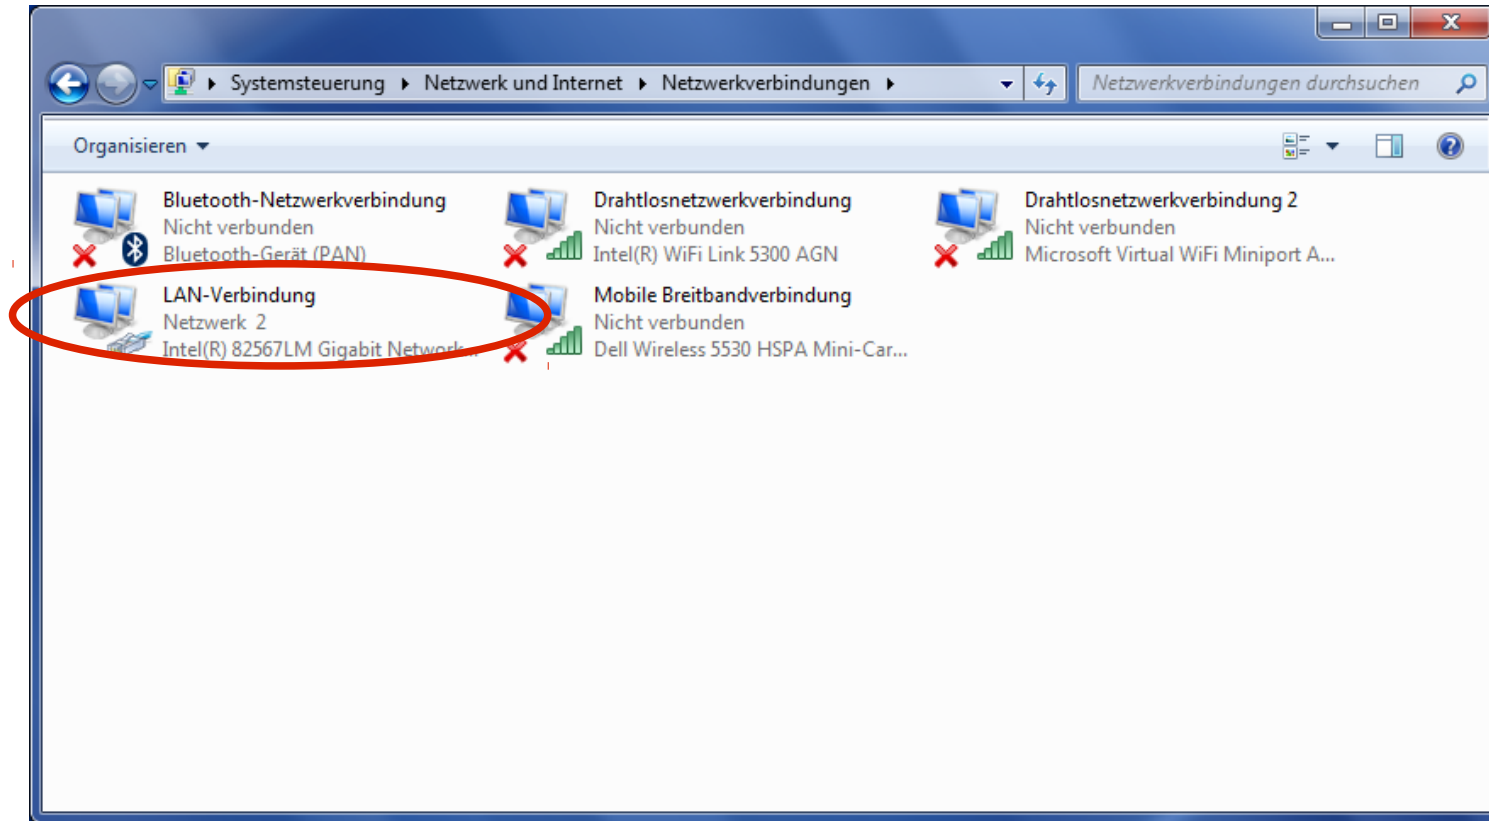 Systemsteuerung Netzwerk und Internet Netzwerkverbindungen
Netzwerkverbindungen durchsuchen
Organisieren
Bluetooth-Netzwerkverbindung
Nicht verbunden
Bluetooth-Gerät (PAN)
Drahtlosnetzwerkverbindung
Nicht verbunden
Intel(R) WiFi Link 5300 AGN
Drahtlosnetzwerkverbindung 2
Nicht verbunden
Microsoft Virtual WiFi Miniport A...
LAN-Verbindung
Netzwerk 2
Intel(R) 82567LM Gigabit Network...
Mobile Breitbandverbindung
Nicht verbunden
Dell Wireless 5530 HSPA Mini-Car...